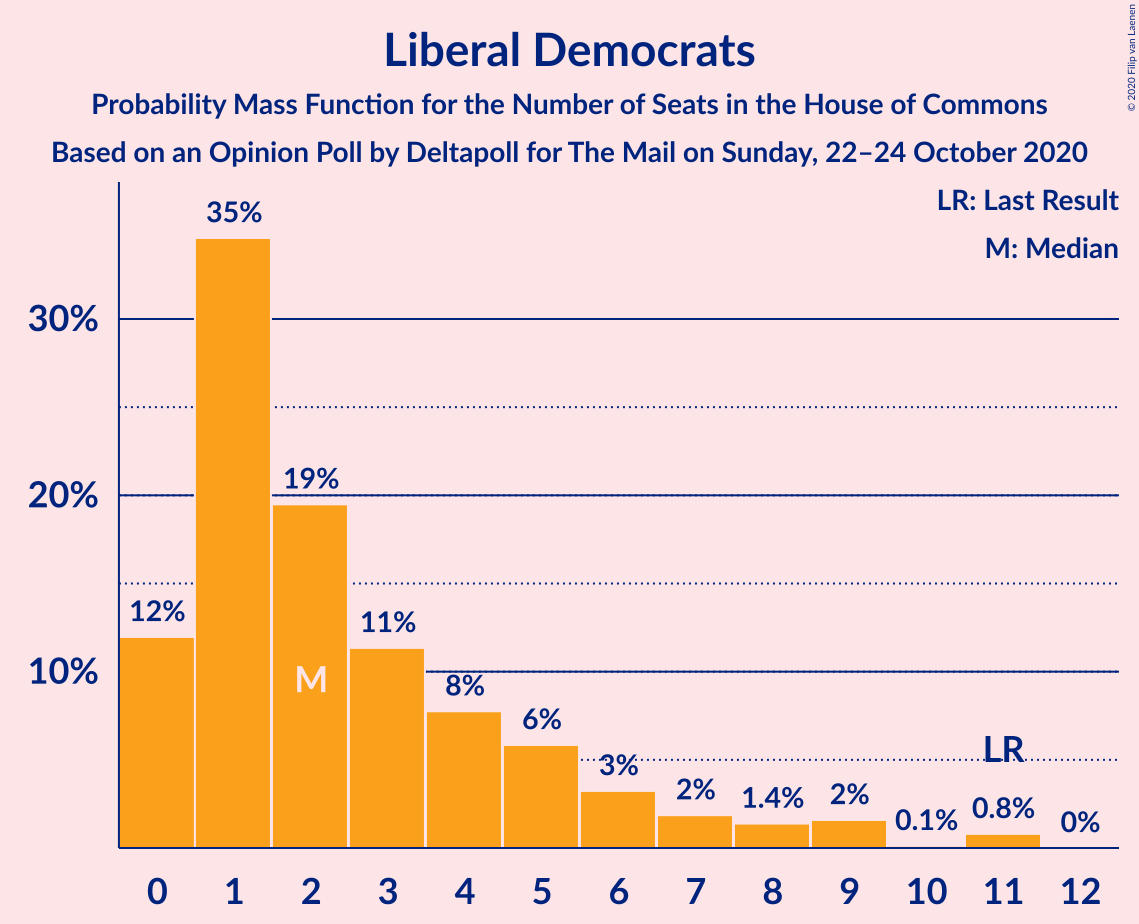 Liberal Democrats
Probability Mass Function for the Number of Seats in the House of Commons
Based on an Opinion Poll by Deltapoll for The Mail on Sunday, 22–24 October 2020
© 2020 Filip van Laenen
LR: Last Result
M: Median
35%
30%
19%
20%
12%
11%
10%
M
8%
6%
3%
LR
2%
1.4%
2%
0.1%
0.8%
0%
0 1 2 3 4 5 6 7 8 9 10 11 12